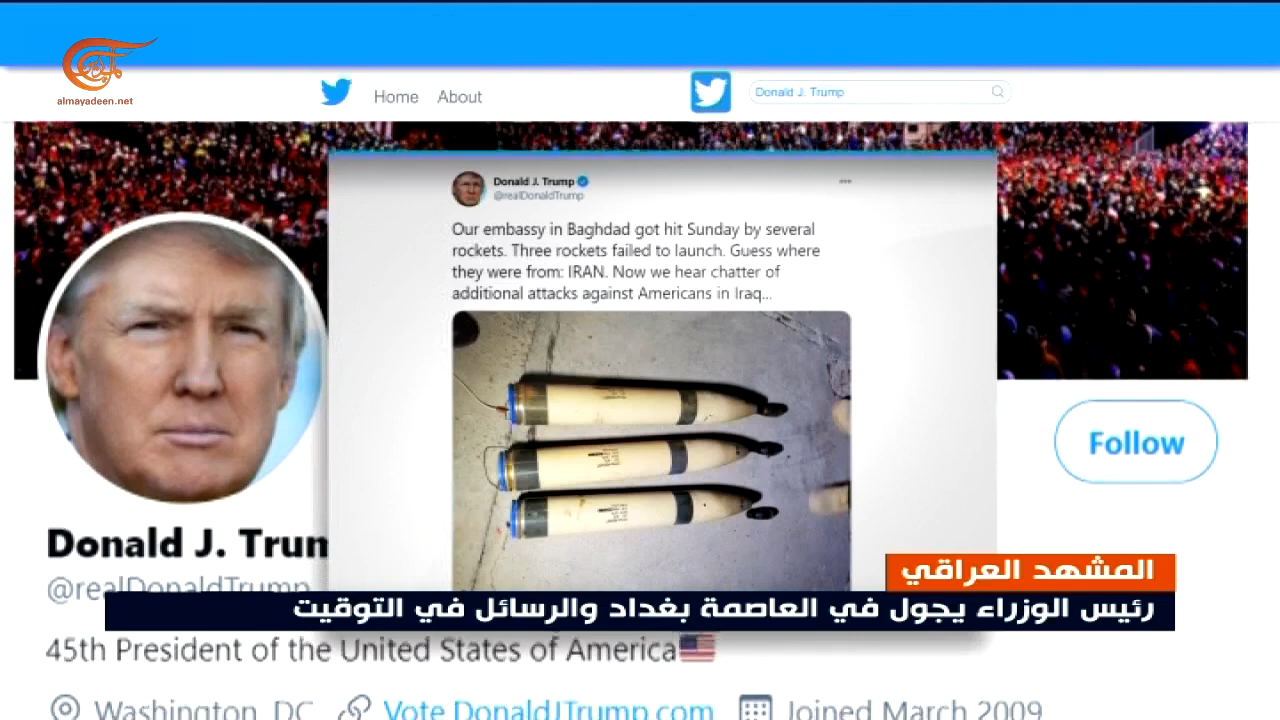 almayadeen.net
Home About
Donald J. Trump
Donald J. Trump
@realDonaldTrump
Our embassy in Baghdad got hit Sunday by several
rockets. Three rockets failed to launch. Guess where
they were from: IRAN. Now we hear chatter of
additional attacks against Americans in Iraq...
Follow
Donald J. Trum
@realDonaldTrump
المشهد العراقي
رئيس الوزراء يجول في العاصمة بغداد والرسائل في التوقيت
45th President of the United States of America
Washington, DC Vote.DonaldJTrump.com Joined March 2009